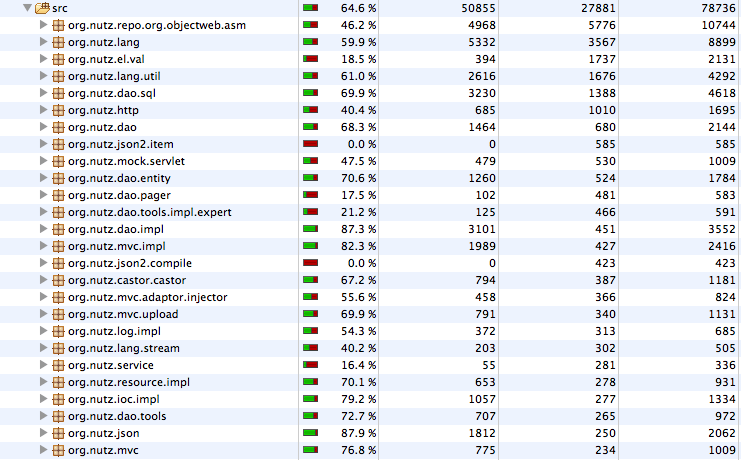 src 64.6 % 50855 27881 78736
org.nutz.repo.org.objectweb.asm 46.2 % 4968 5776 10744
org.nutz.lang 59.9 % 5332 3567 8899
org.nutz.el.val 18.5 % 394 1737 2131
org.nutz.lang.util 61.0 % 2616 1676 4292
org.nutz.dao.sql 69.9 % 3230 1388 4618
org.nutz.http 40.4 % 685 1010 1695
org.nutz.dao 68.3 % 1464 680 2144
org.nutz.json2.item 0.0 % 0 585 585
org.nutz.mock.servlet 47.5 % 479 530 1009
org.nutz.dao.entity 70.6 % 1260 524 1784
org.nutz.dao.pager 17.5 % 102 481 583
org.nutz.dao.tools.impl.expert 21.2 % 125 466 591
org.nutz.dao.impl 87.3 % 3101 451 3552
org.nutz.mvc.impl 82.3 % 1989 427 2416
org.nutz.json2.compile 0.0 % 0 423 423
org.nutz.castor.castor 67.2 % 794 387 1181
org.nutz.mvc.adaptor.injector 55.6 % 458 366 824
org.nutz.mvc.upload 69.9 % 791 340 1131
org.nutz.log.impl 54.3 % 372 313 685
org.nutz.lang.stream 40.2 % 203 302 505
org.nutz.service 16.4 % 55 281 336
org.nutz.resource.impl 70.1 % 653 278 931
org.nutz.ioc.impl 79.2 % 1057 277 1334
org.nutz.dao.tools 72.7 % 707 265 972
org.nutz.json 87.9 % 1812 250 2062
org.nutz.mvc 76.8 % 775 234 1009